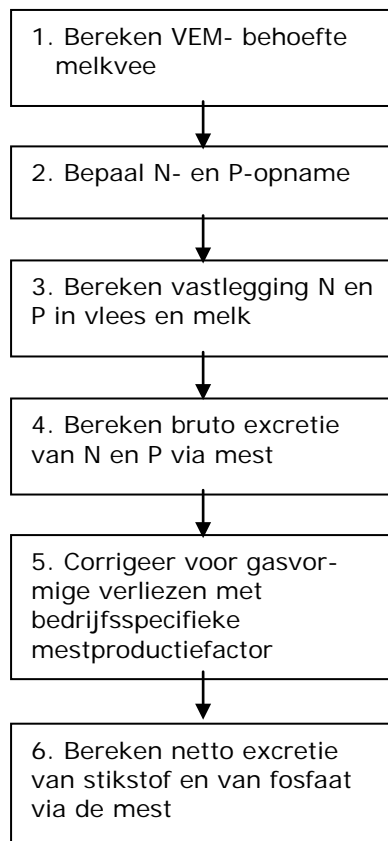 1. Bereken VEM- behoefte
melkvee
2. Bepaal N- en P-opname
3. Bereken vastlegging N en
P in vlees en melk
4. Bereken bruto excretie
van N en P via mest
5. Corrigeer voor gasvor-
mige verliezen met
bedrijfsspecifieke
mestproductiefactor
6. Bereken netto excretie
van stikstof en van fosfaat
via de mest